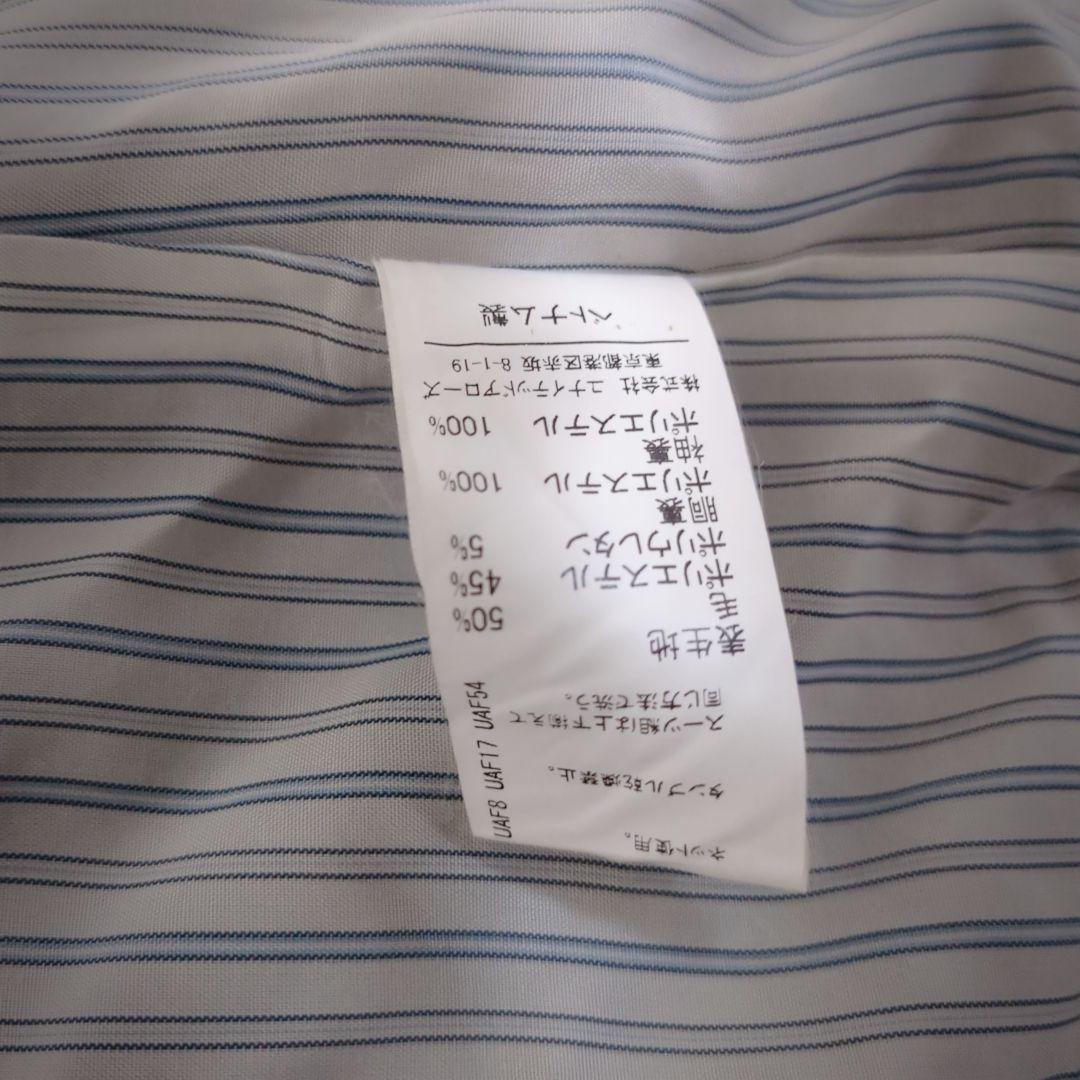 ネット使用。
タンブル乾燥禁止。
スーツ組は上下揃えて
同じ方法で洗う。
UAF8 UAF17 UAF54
表生地
毛 50%
ポリエステル 45%
ポリウレタン 5%
胴裏
ポリエステル 100%
袖裏
ポリエステル 100%
株式会社 ユナイテッドアローズ
東京都港区赤坂 8-1-19
ベトナム製